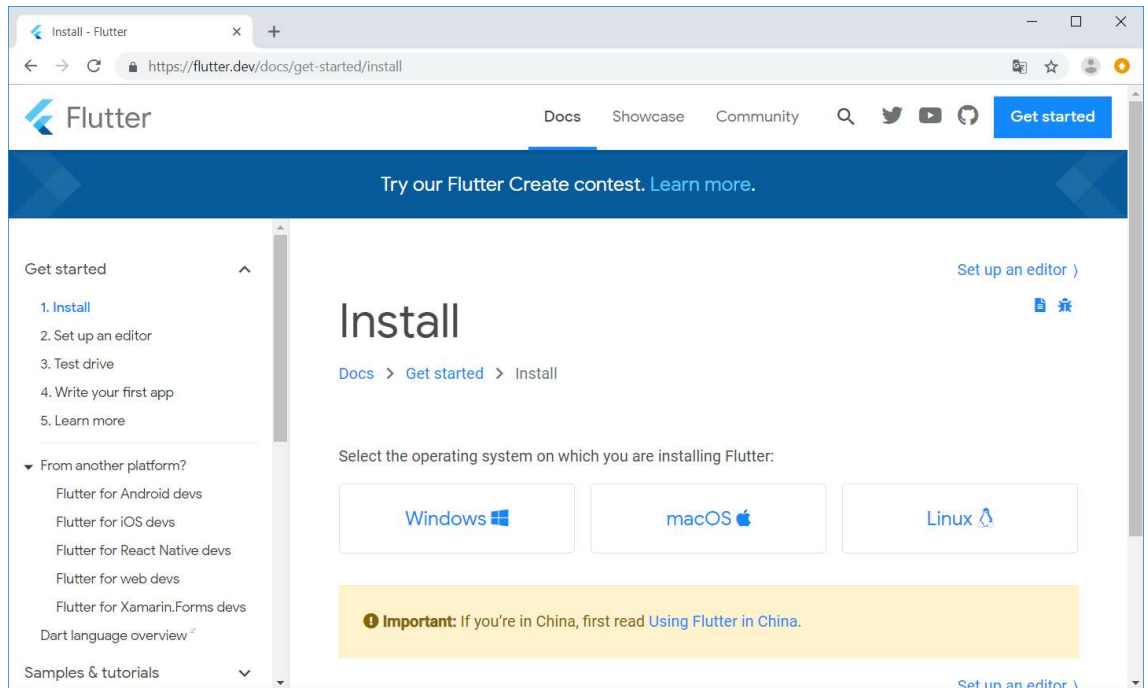 Install - Flutter
https://flutter.dev/docs/get-started/install
Flutter
Docs Showcase Community Get started
Try our Flutter Create contest. Learn more.
Get started
1. Install
2. Set up an editor
3. Test drive
4. Write your first app
5. Learn more
From another platform?
Flutter for Android devs
Flutter for iOS devs
Flutter for React Native devs
Flutter for web devs
Flutter for Xamarin.Forms devs
Dart language overview
Samples & tutorials
Set up an editor
Install
Docs > Get started > Install
Select the operating system on which you are installing Flutter:
Windows macOS Linux
Important: If you're in China, first read Using Flutter in China.
Set up an editor